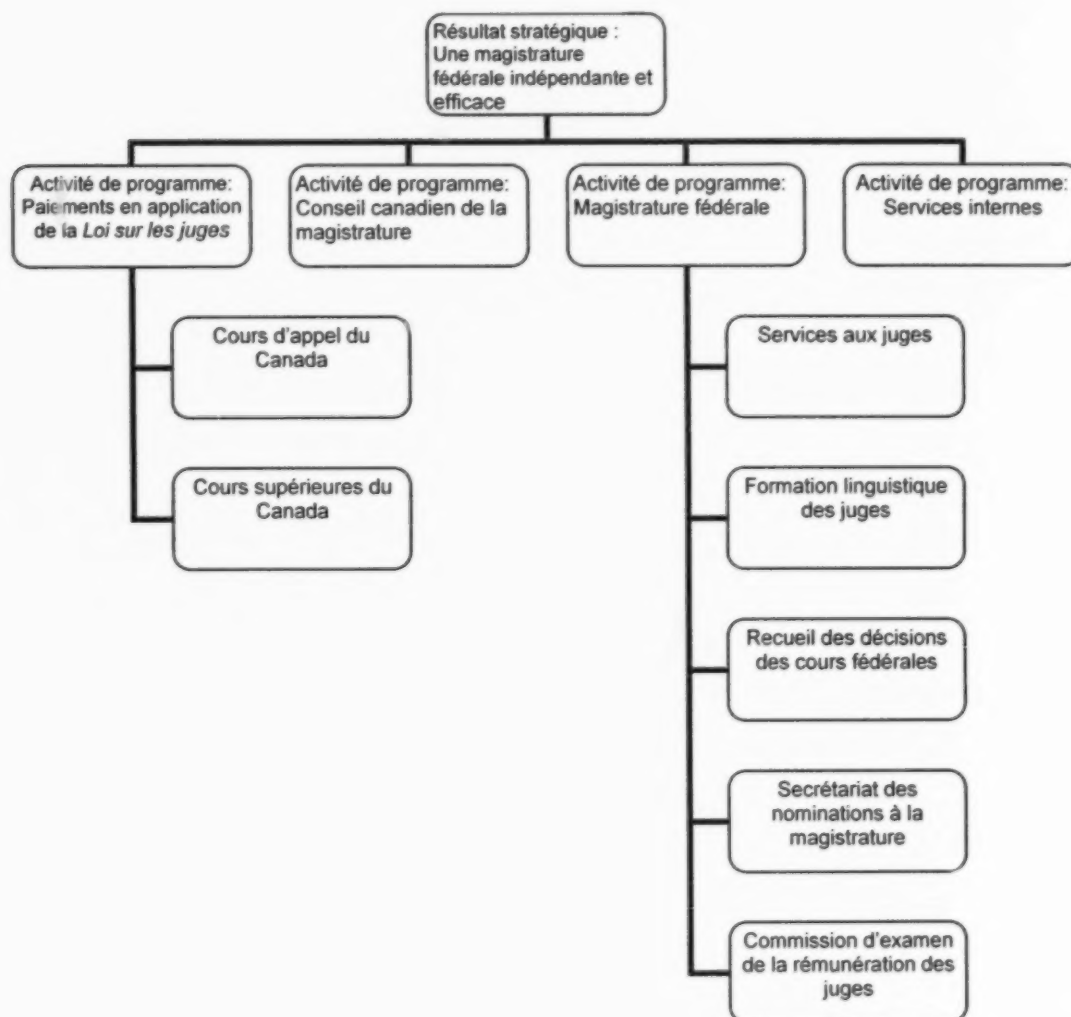 Résultat stratégique :
Une magistrature
fédérale indépendante et
efficace
Activité de programme:
Paiements en application
de la Loi sur les juges
Activité de programme:
Conseil canadien de la
magistrature
Activité de programme:
Magistrature fédérale
Activité de programme:
Services internes
Cours d'appel du
Canada
Cours supérieures du
Canada
Services aux juges
Formation linguistique
des juges
Recueil des décisions
des cours fédérales
Secrétariat des
nominations à la
magistrature
Commission d'examen
de la rémunération des
juges